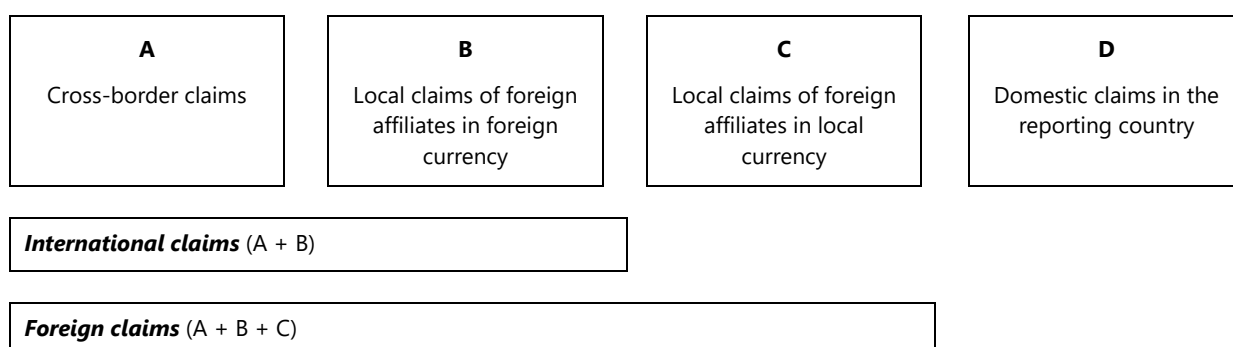 A
Cross-border claims
B
Local claims of foreign
affiliates in foreign
currency
C
Local claims of foreign
affiliates in local
currency
D
Domestic claims in the
reporting country
International claims (A + B)
Foreign claims (A + B + C)